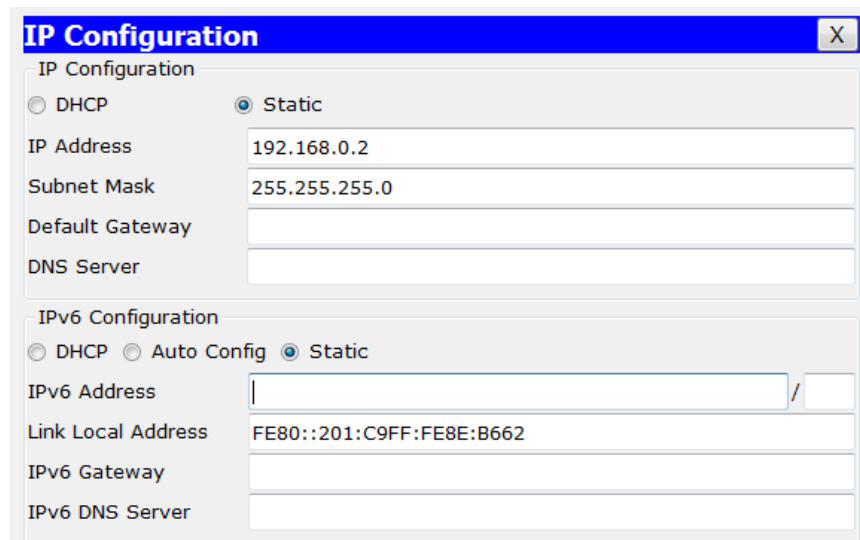 IP Configuration X
IP Configuration
DHCP Static
IP Address 192.168.0.2
Subnet Mask 255.255.255.0
Default Gateway
DNS Server
IPv6 Configuration
DHCP Auto Config Static
IPv6 Address /
Link Local Address FE80::201:C9FF:FE8E:B662
IPv6 Gateway
IPv6 DNS Server